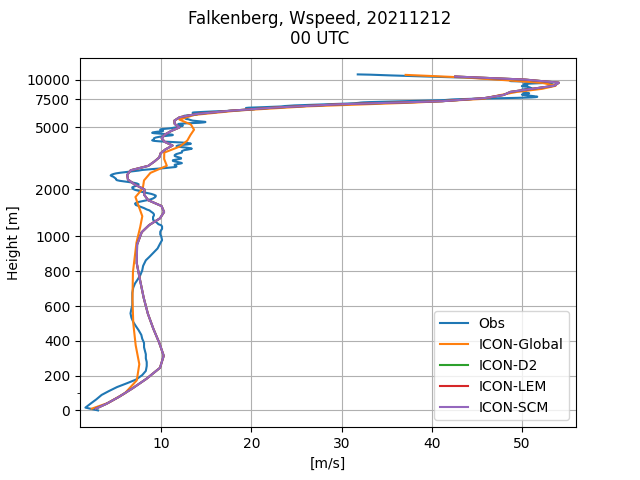 Falkenberg, Wspeed, 20211212
00 UTC
10000
7500
5000
2000
1000
800
600
400
200
0
Height [m]
Obs
ICON-Global
ICON-D2
ICON-LEM
ICON-SCM
10
20
30
40
50
[m/s]